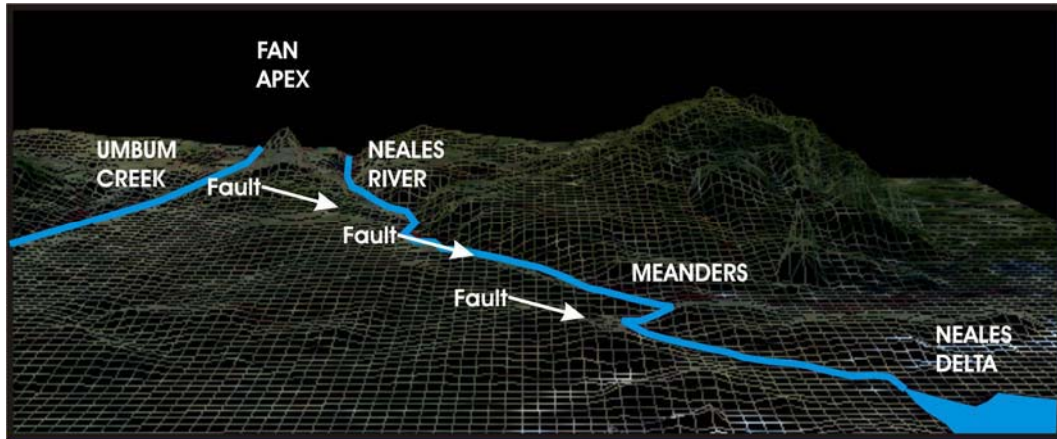 FAN
APEX
UMBUM
CREEK
NEALES
RIVER
Fault
Fault
MEANDERS
Fault
NEALES
DELTA